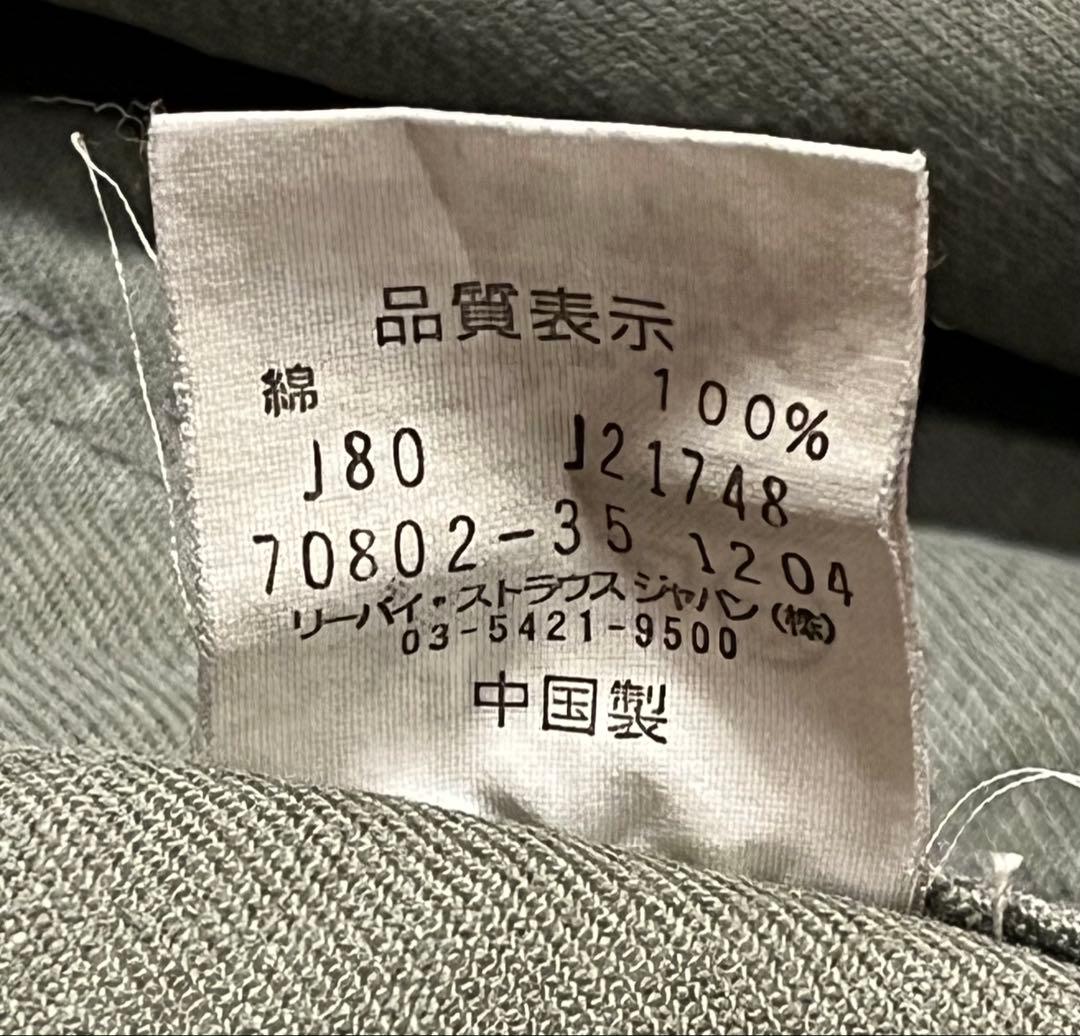 品質表示
綿 100%
J80 J21748
70802-35 1204
リーバイ・ストラウス ジャパン(株)
03-5421-9500
中国製